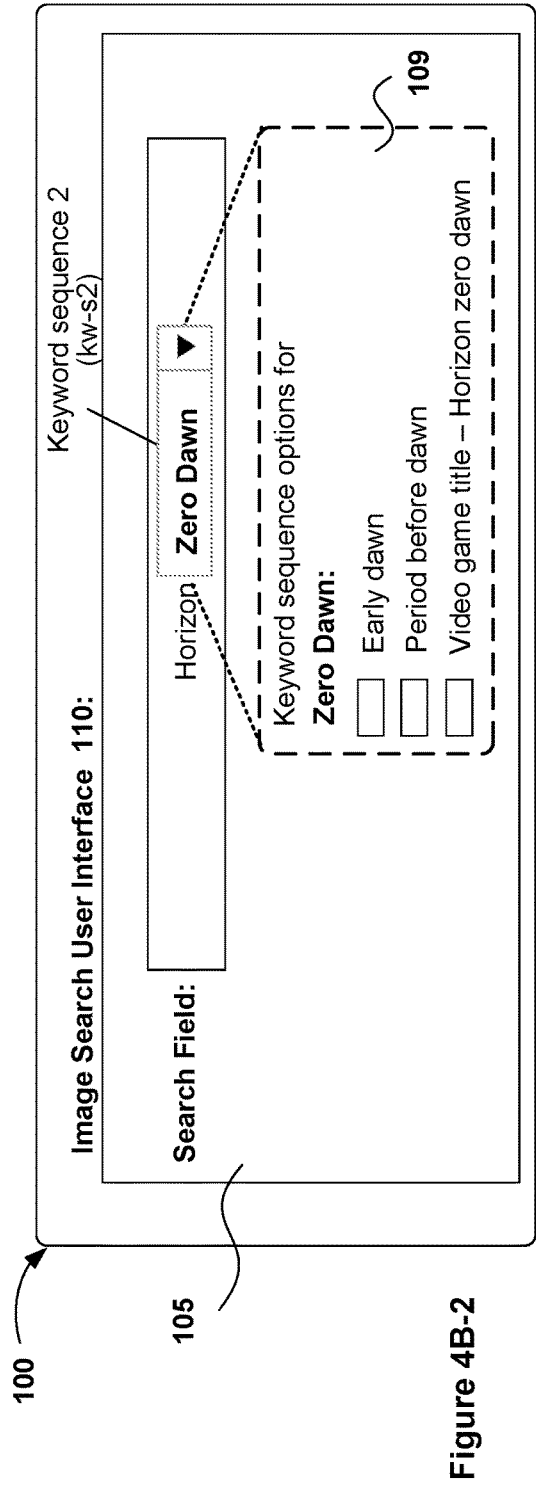 100
Image Search User Interface 110:
Keyword sequence 2
(kw-s2)
105
Search Field:
Horizon Zero Dawn ▼
Keyword sequence options for
Zero Dawn:
Early dawn
Period before dawn
Video game title – Horizon zero dawn
109
Figure 4B-2